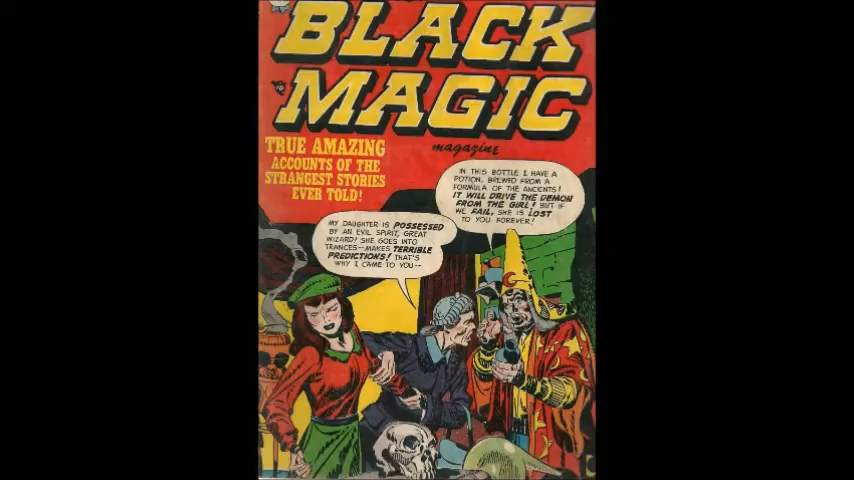 BLACK
MAGIC
magazine
TRUE AMAZING
ACCOUNTS OF THE
STRANGEST STORIES
EVER TOLD!
IN THIS BOTTLE I HAVE A
POTION, BREWED FROM A
FORMULA OF THE ANCIENTS!
IT WILL DRIVE THE DEMON
FROM THE GIRL! BUT IF
WE FAIL, SHE IS LOST
TO YOU FOREVER!
MY DAUGHTER IS POSSESSED
BY AN EVIL SPIRIT, GREAT
WIZARD! SHE GOES INTO
TRANCES--MAKES TERRIBLE
PREDICTIONS! THAT'S
WHY I CAME TO YOU--